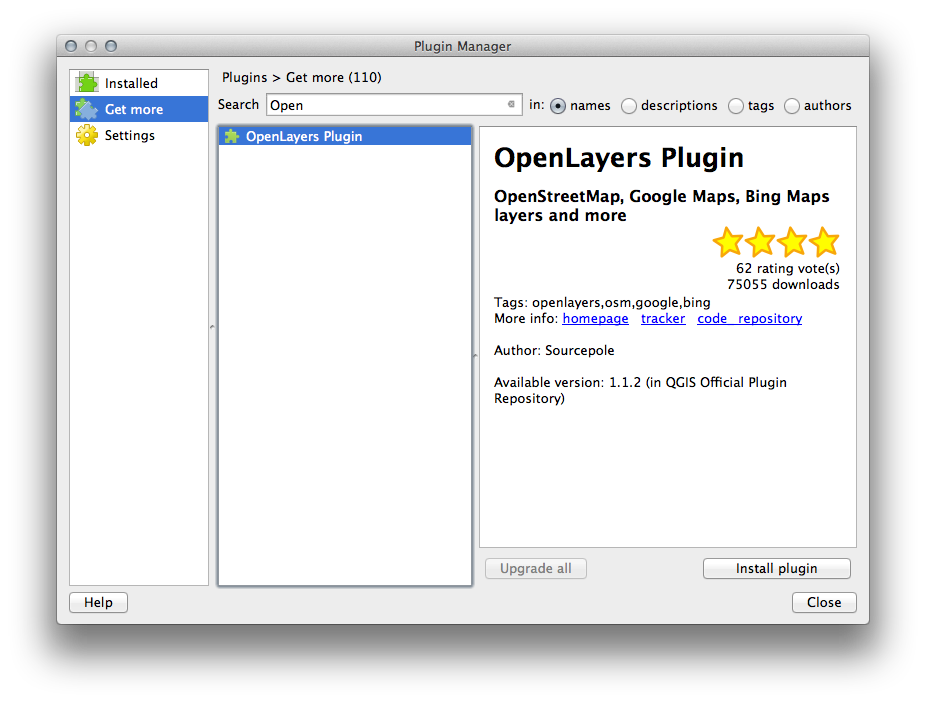 Plugin Manager
Installed
Get more
Settings
Plugins > Get more (110)
Search Open in: names descriptions tags authors
OpenLayers Plugin
OpenLayers Plugin
OpenStreetMap, Google Maps, Bing Maps
layers and more
62 rating vote(s)
75055 downloads
Tags: openlayers,osm,google,bing
More info: homepage tracker code_repository
Author: Sourcepole
Available version: 1.1.2 (in QGIS Official Plugin
Repository)
Upgrade all Install plugin
Help Close